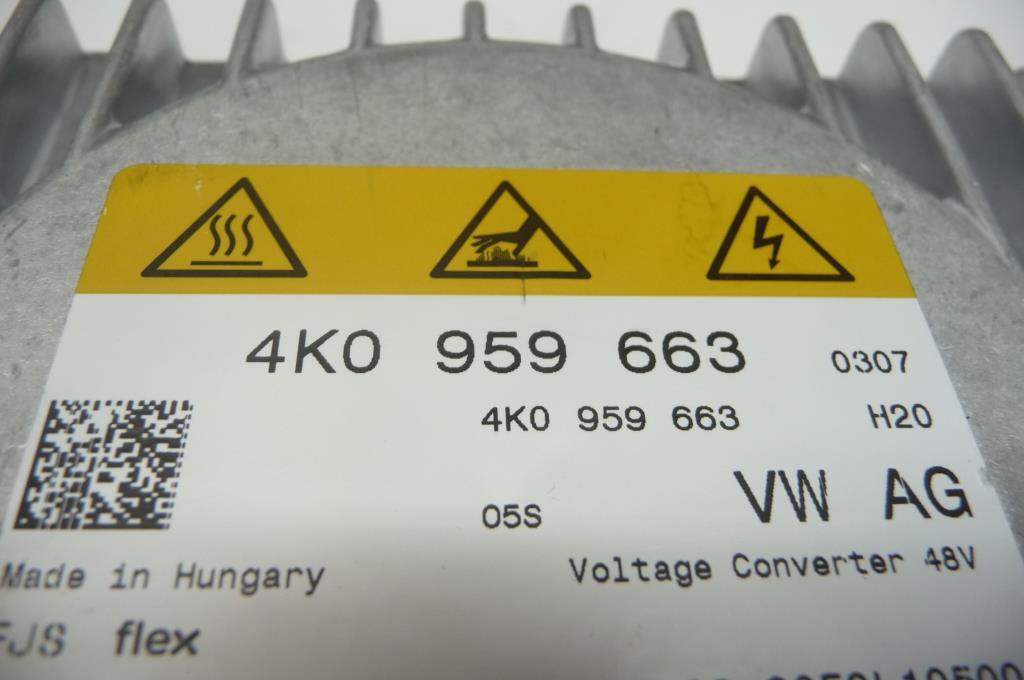 4K0 959 663 0307
4K0 959 663 H20
05S VW AG
Made in Hungary Voltage Converter 48V
FJS flex